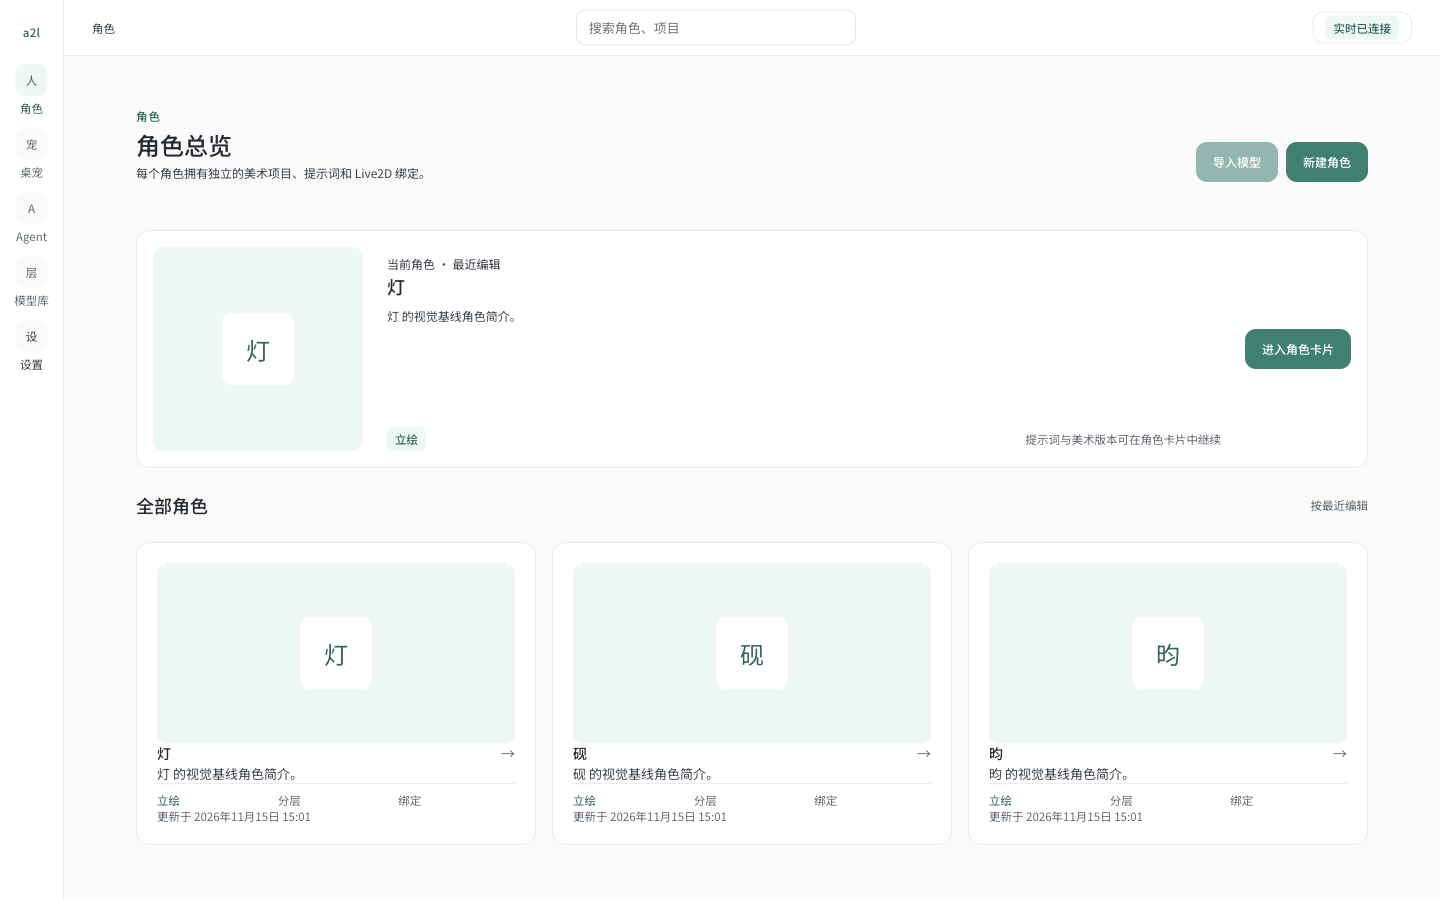 a2l
人
角色
宠
桌宠
A
Agent
层
模型库
设
设置
角色
搜索角色、项目
实时已连接
角色
角色总览
每个角色拥有独立的美术项目、提示词和 Live2D 绑定。
导入模型
新建角色
灯
当前角色 · 最近编辑
灯
灯 的视觉基线角色简介。
进入角色卡片
立绘
提示词与美术版本可在角色卡片中继续
全部角色
按最近编辑
灯
灯 →
灯 的视觉基线角色简介。
立绘 分层 绑定
更新于 2026年11月15日 15:01
砚
砚 →
砚 的视觉基线角色简介。
立绘 分层 绑定
更新于 2026年11月15日 15:01
昀
昀 →
昀 的视觉基线角色简介。
立绘 分层 绑定
更新于 2026年11月15日 15:01